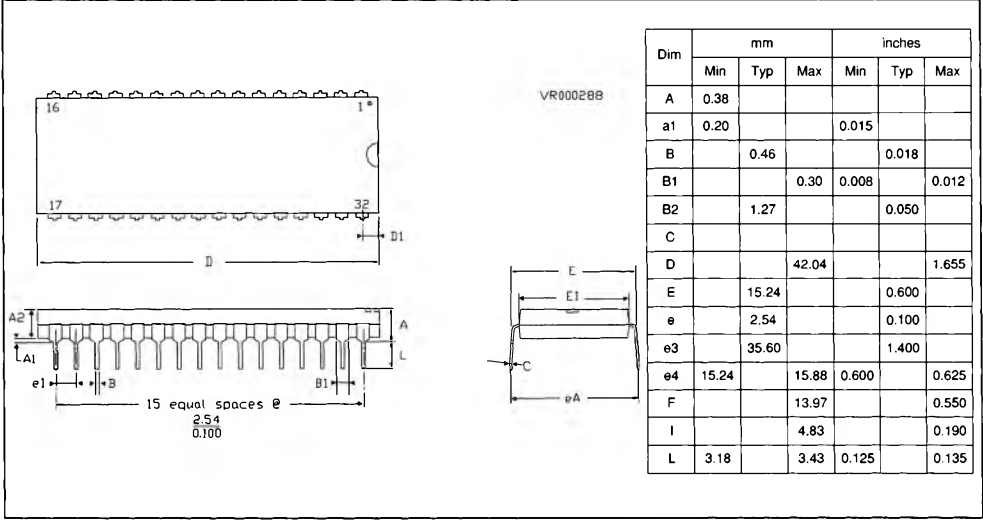 16
1
17
32
D1
D
A2
A1
A
L
e1
B
B1
15 equal spaces @
2.54
0.100
VR000288
E
E1
C
eA
Dim mm inches
Min Typ Max Min Typ Max
A 0.38
a1 0.20 0.015
B 0.46 0.018
B1 0.30 0.008 0.012
B2 1.27 0.050
C
D 42.04 1.655
E 15.24 0.600
e 2.54 0.100
e3 35.60 1.400
e4 15.24 15.88 0.600 0.625
F 13.97 0.550
I 4.83 0.190
L 3.18 3.43 0.125 0.135